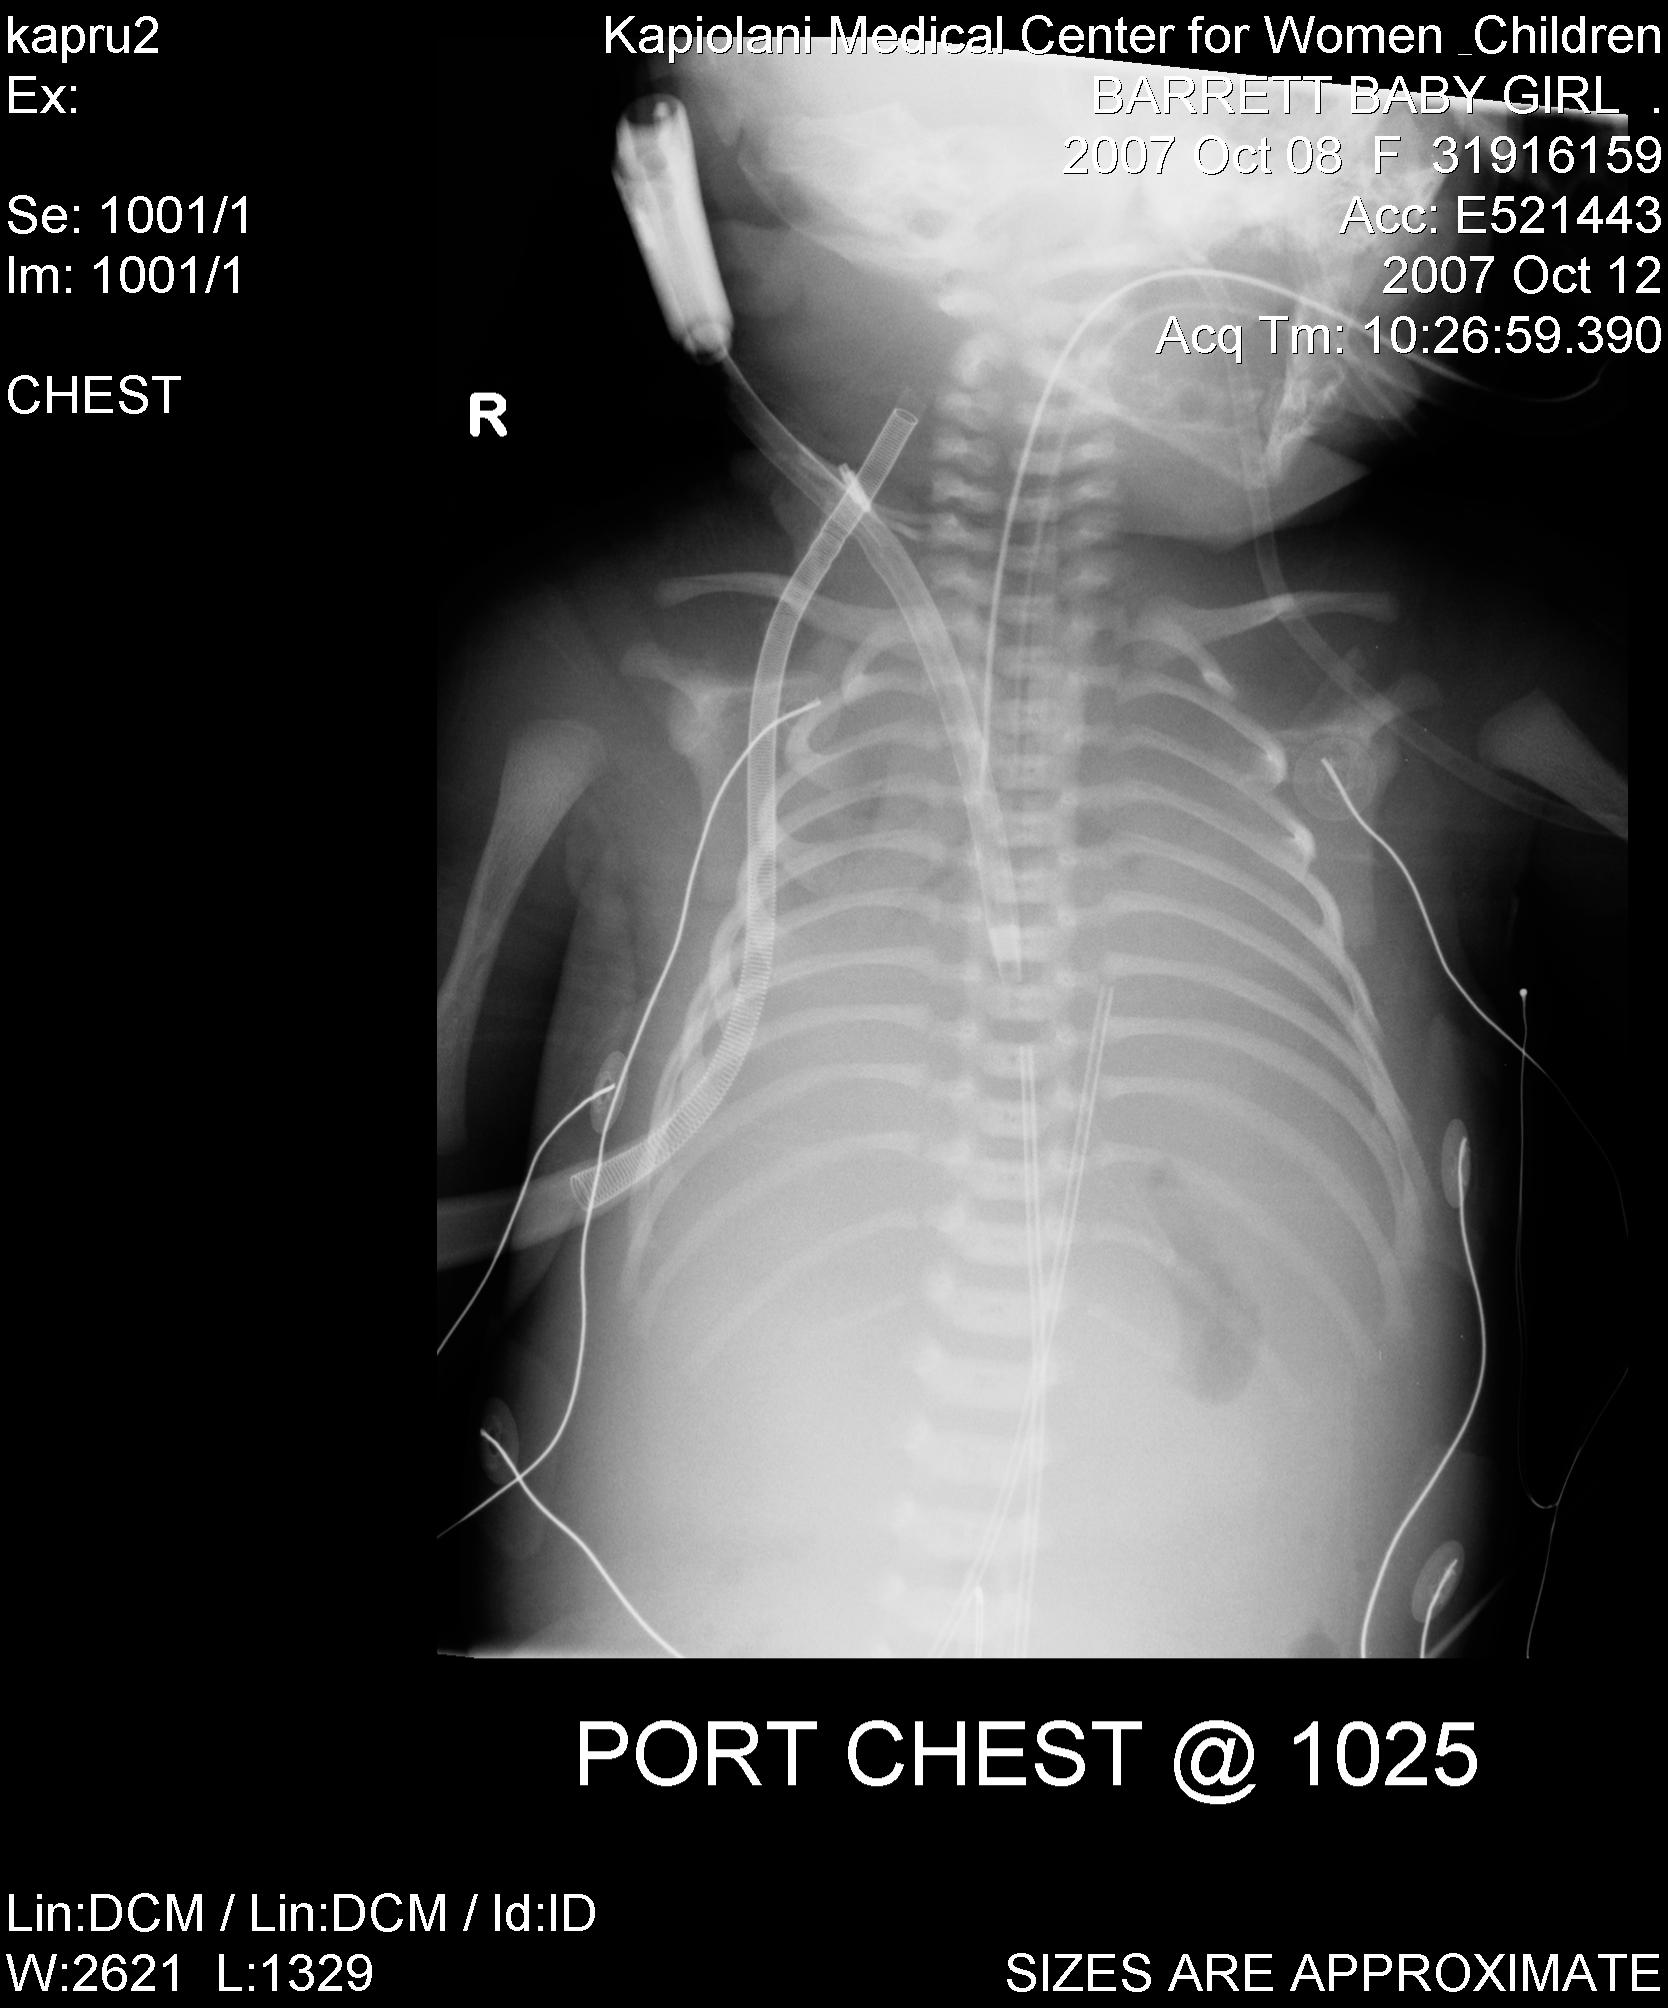 kapru2
Ex:
Se: 1001/1
Im: 1001/1
CHEST
Kapiolani Medical Center for Women _Children
BARRETT BABY GIRL .
2007 Oct 08 F 31916159
Acc: E521443
2007 Oct 12
Acq Tm: 10:26:59.390
R
PORT CHEST @ 1025
Lin:DCM / Lin:DCM / Id:ID
W:2621 L:1329
SIZES ARE APPROXIMATE